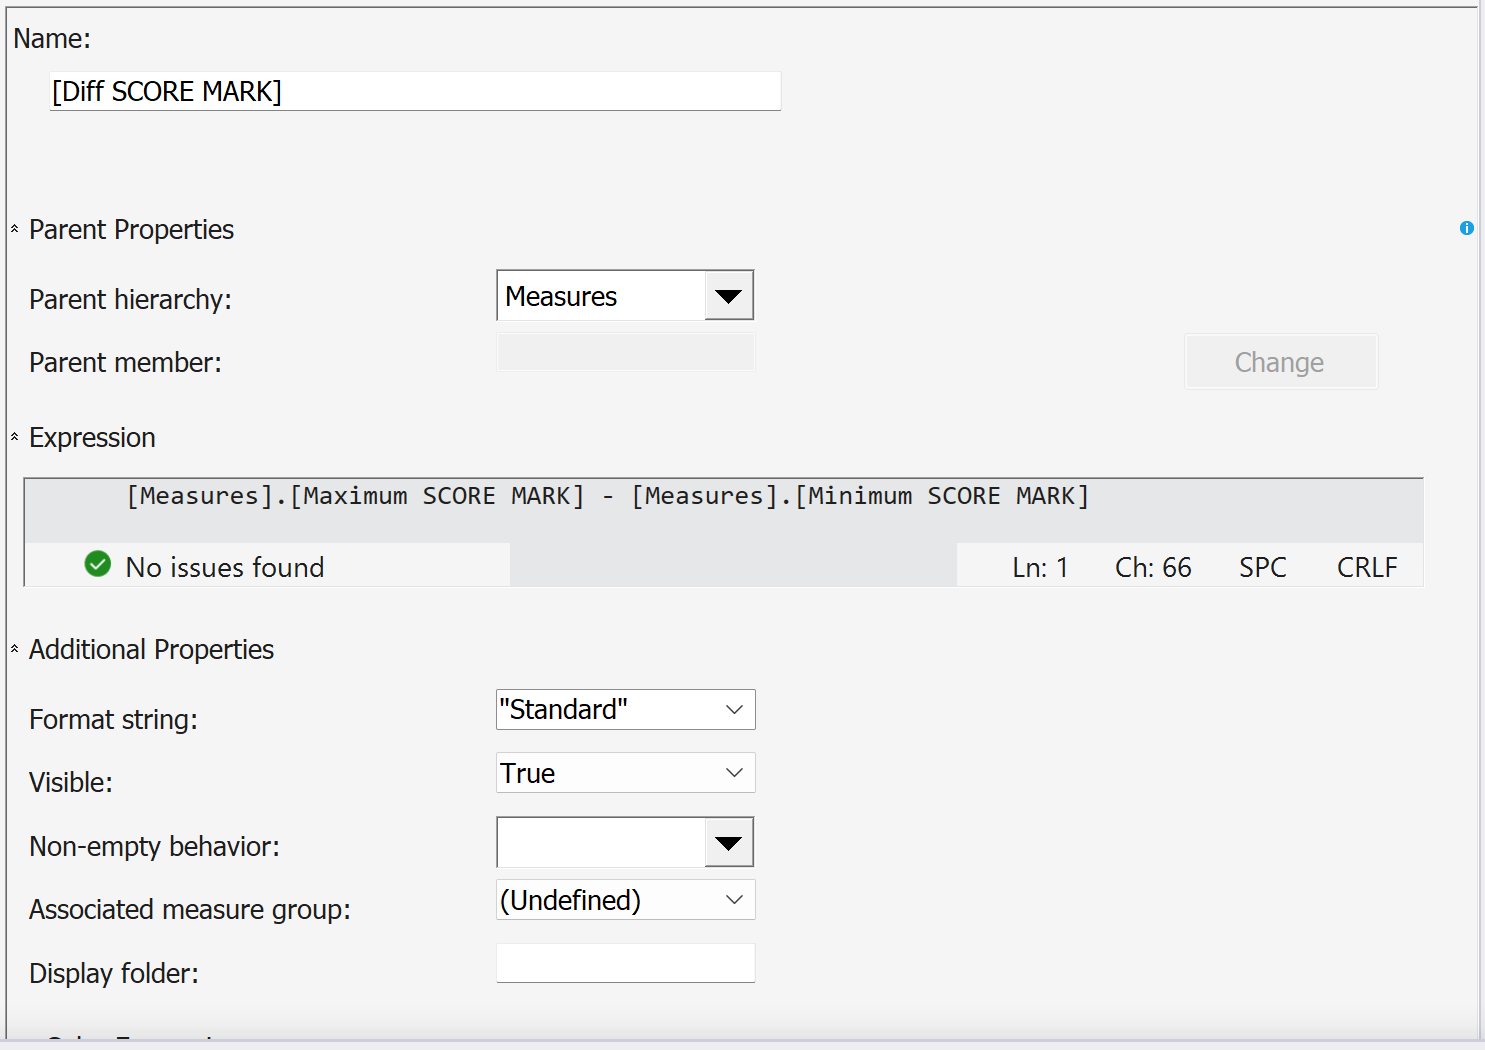 Name:
[Diff SCORE MARK]
Parent Properties
Parent hierarchy: Measures
Parent member: Change
Expression
[Measures].[Maximum SCORE MARK] - [Measures].[Minimum SCORE MARK]
No issues found Ln: 1 Ch: 66 SPC CRLF
Additional Properties
Format string: "Standard"
Visible: True
Non-empty behavior:
Associated measure group: (Undefined)
Display folder: